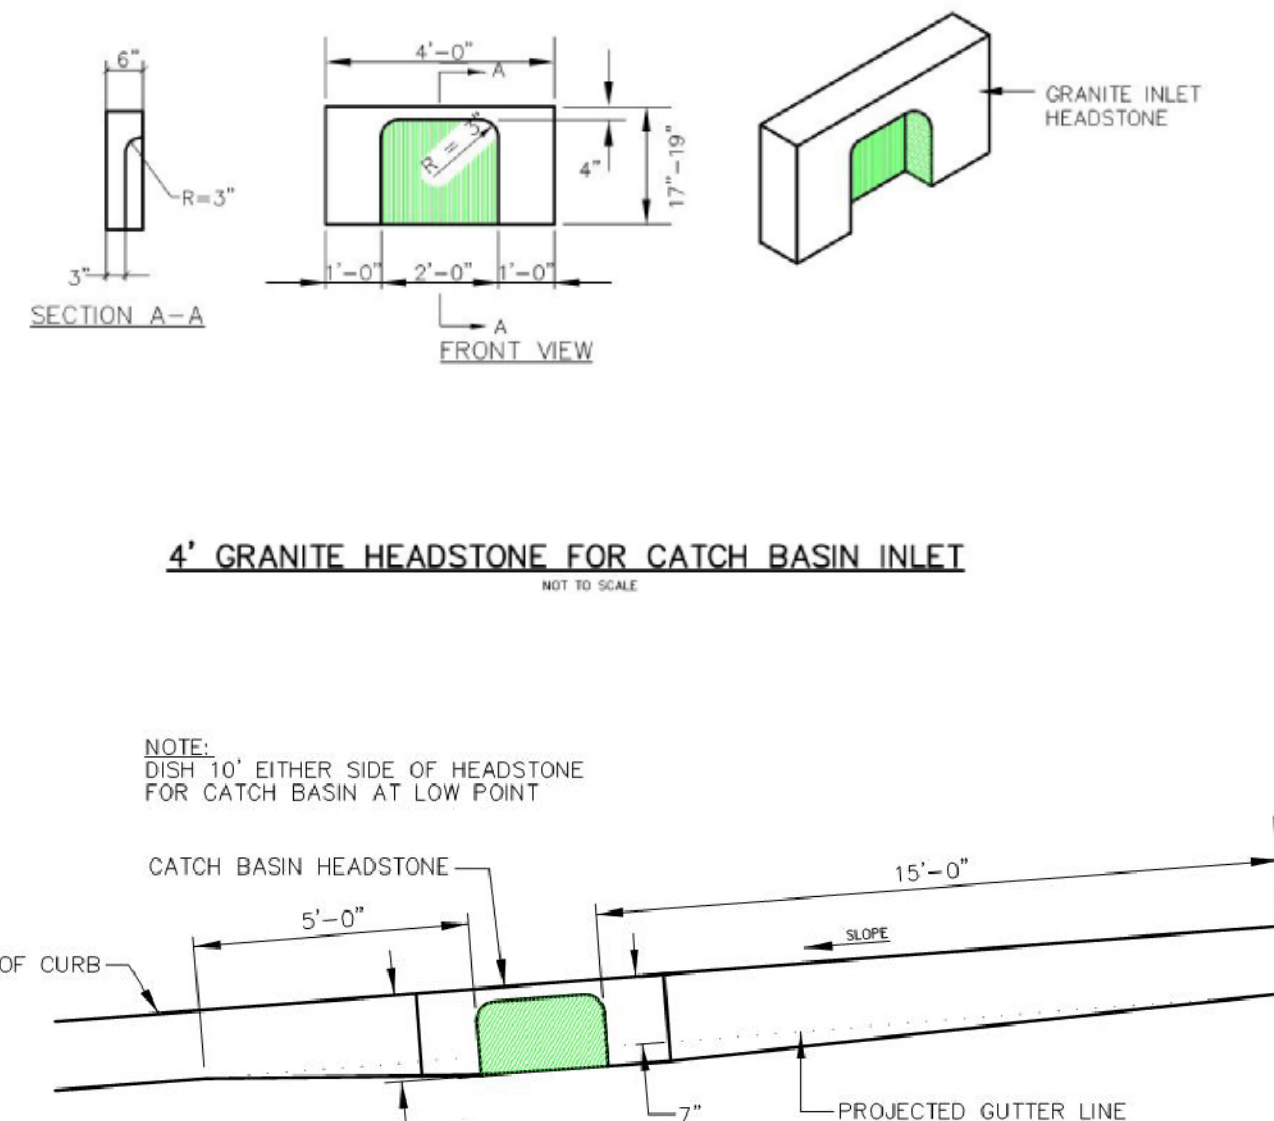 6"
4'-0"
A
R = 3"
4"
17"-19"
GRANITE INLET
HEADSTONE
R=3"
3"
1'-0" 2'-0" 1'-0"
SECTION A-A
A
FRONT VIEW
4' GRANITE HEADSTONE FOR CATCH BASIN INLET
NOT TO SCALE
NOTE:
DISH 10' EITHER SIDE OF HEADSTONE
FOR CATCH BASIN AT LOW POINT
CATCH BASIN HEADSTONE
15'-0"
5'-0"
SLOPE
OF CURB
7"
PROJECTED GUTTER LINE